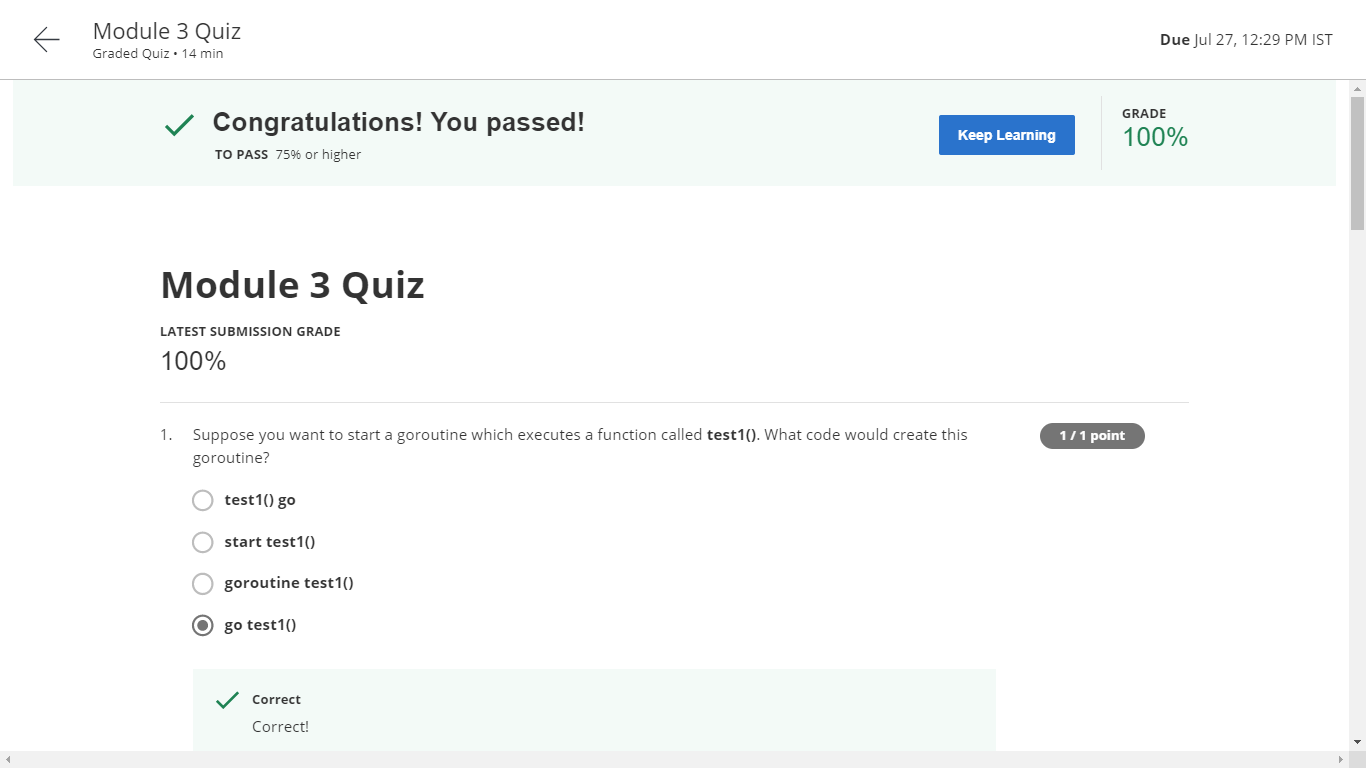 Module 3 Quiz
Graded Quiz • 14 min
Due Jul 27, 12:29 PM IST
Congratulations! You passed!
TO PASS 75% or higher
Keep Learning
GRADE
100%
Module 3 Quiz
LATEST SUBMISSION GRADE
100%
1. Suppose you want to start a goroutine which executes a function called test1(). What code would create this
goroutine?
1 / 1 point
test1() go
start test1()
goroutine test1()
go test1()
Correct
Correct!